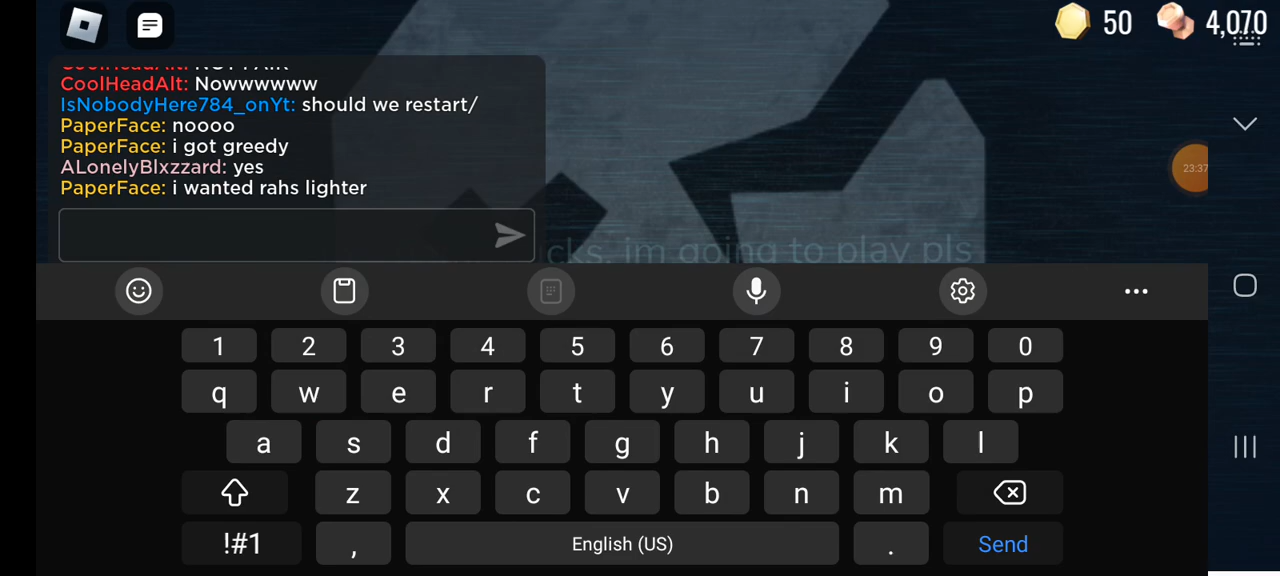 50 4,070
CoolHeadAlt:
CoolHeadAlt: Nowwwwww
IsNobodyHere784_onYt: should we restart/
PaperFace: noooo
PaperFace: i got greedy
ALonelyBlxzzard: yes
PaperFace: i wanted rahs lighter
23:37
im going to play pls
1 2 3 4 5 6 7 8 9 0
q w e r t y u i o p
a s d f g h j k l
z x c v b n m
!#1 , English (US) . Send